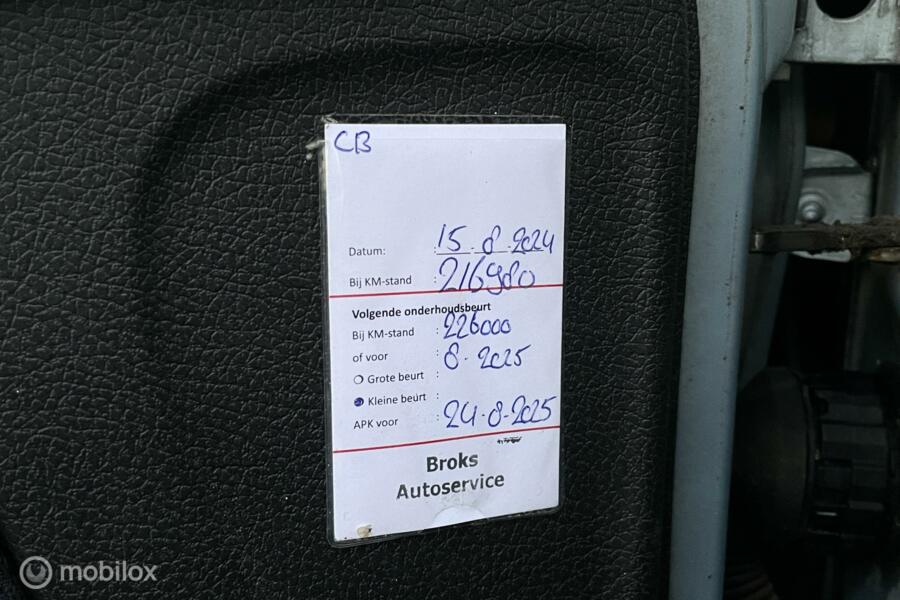 CB
Datum: : 15-8-2024
Bij KM-stand : 216980
Volgende onderhoudsbeurt
Bij KM-stand : 226000
of voor : 8-2025
Grote beurt :
Kleine beurt :
APK voor : 24-8-2025
Broks
Autoservice
mobilox